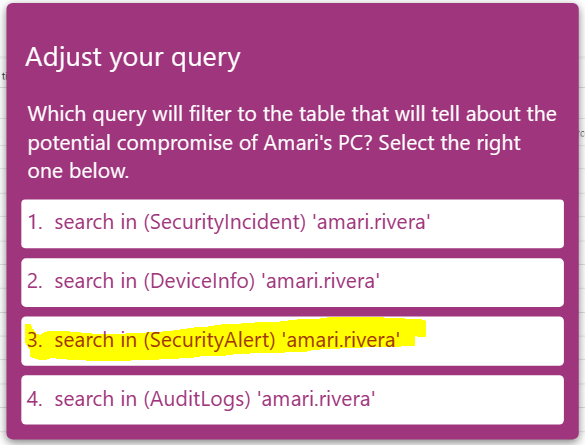 Adjust your query
Which query will filter to the table that will tell about the
potential compromise of Amari's PC? Select the right
one below.
1. search in (SecurityIncident) 'amari.rivera'
2. search in (DeviceInfo) 'amari.rivera'
3. search in (SecurityAlert) 'amari.rivera'
4. search in (AuditLogs) 'amari.rivera'